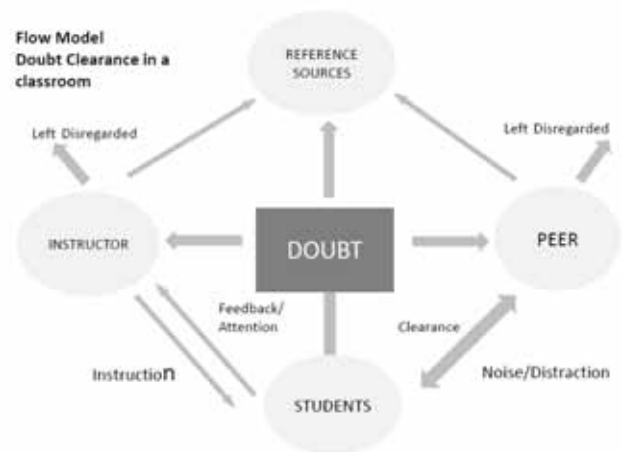 Flow Model
Doubt Clearance in a
classroom
REFERENCE
SOURCES
Left Disregarded
Left Disregarded
INSTRUCTOR
DOUBT
PEER
Feedback/
Attention
Clearance
Instruction
Noise/Distraction
STUDENTS